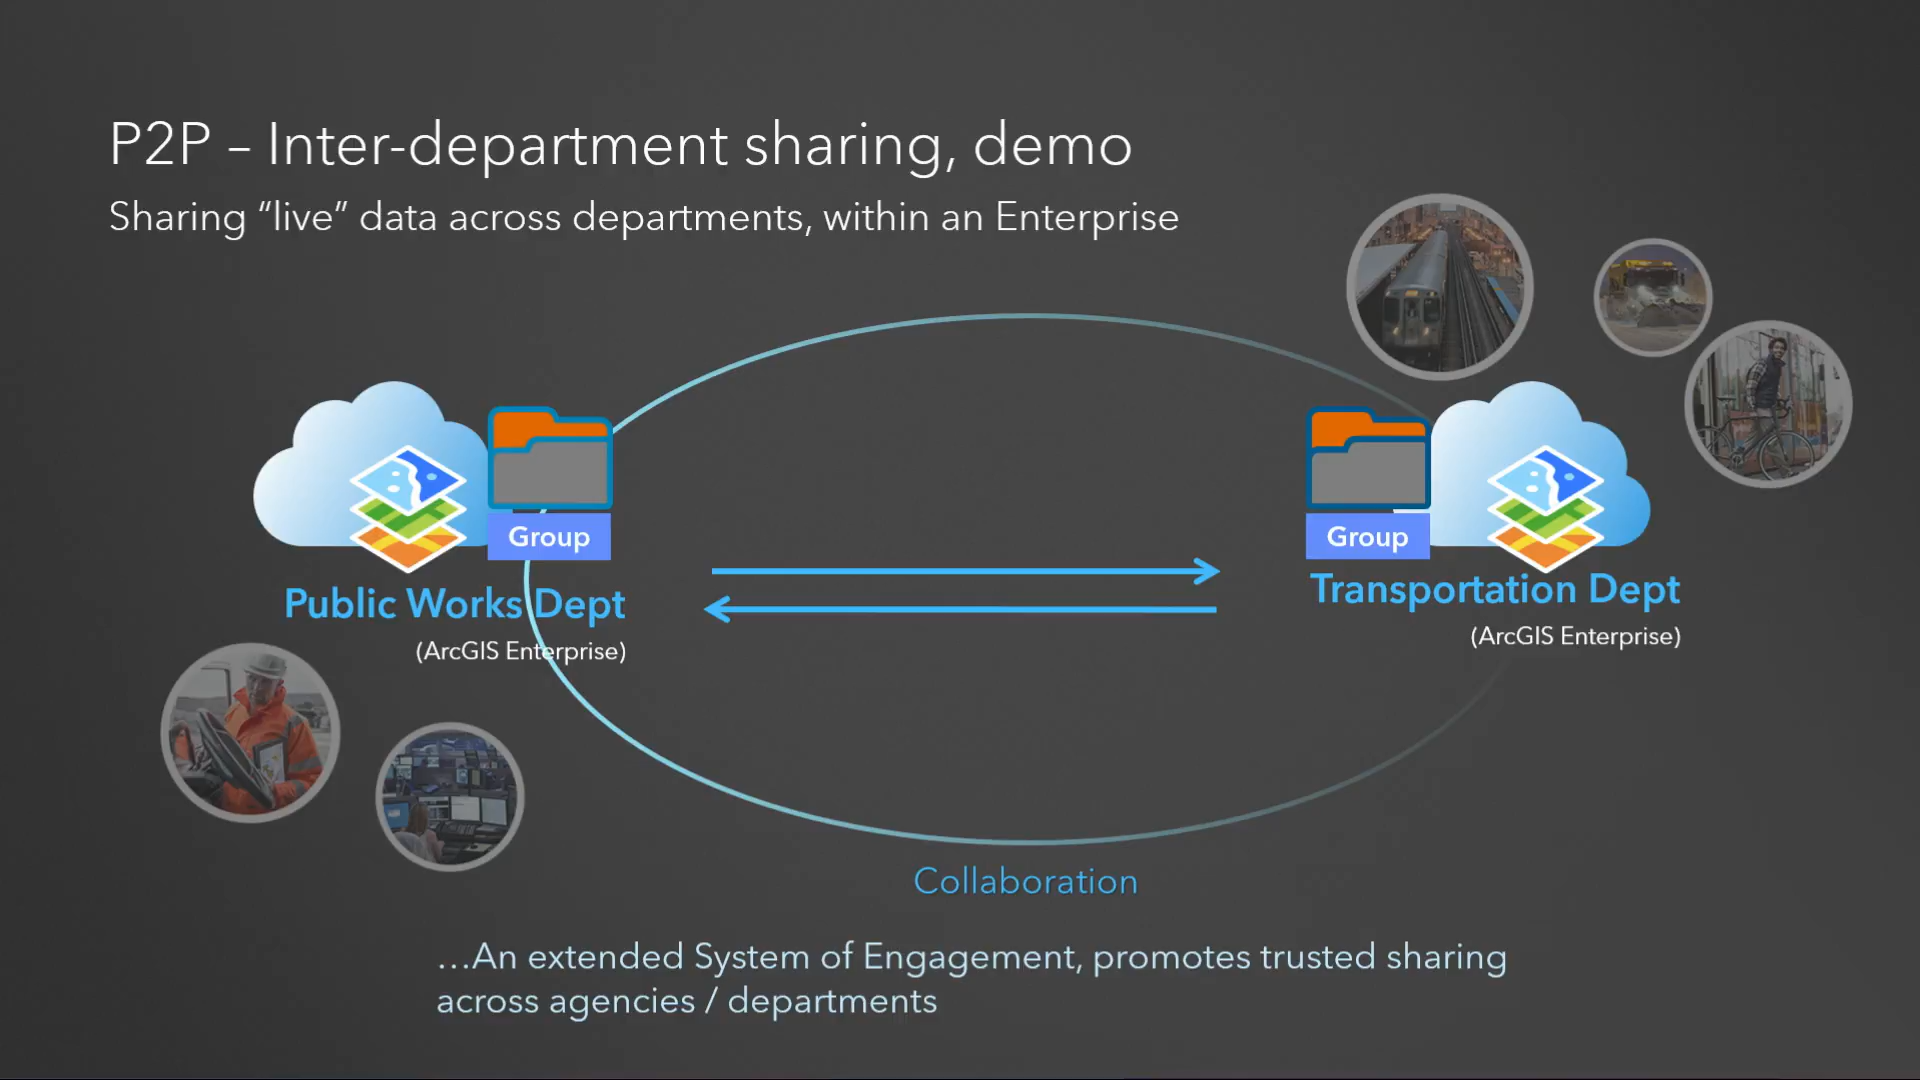 P2P – Inter-department sharing, demo
Sharing “live” data across departments, within an Enterprise
Group
Public Works Dept
(ArcGIS Enterprise)
Group
Transportation Dept
(ArcGIS Enterprise)
Collaboration
…An extended System of Engagement, promotes trusted sharing
across agencies / departments